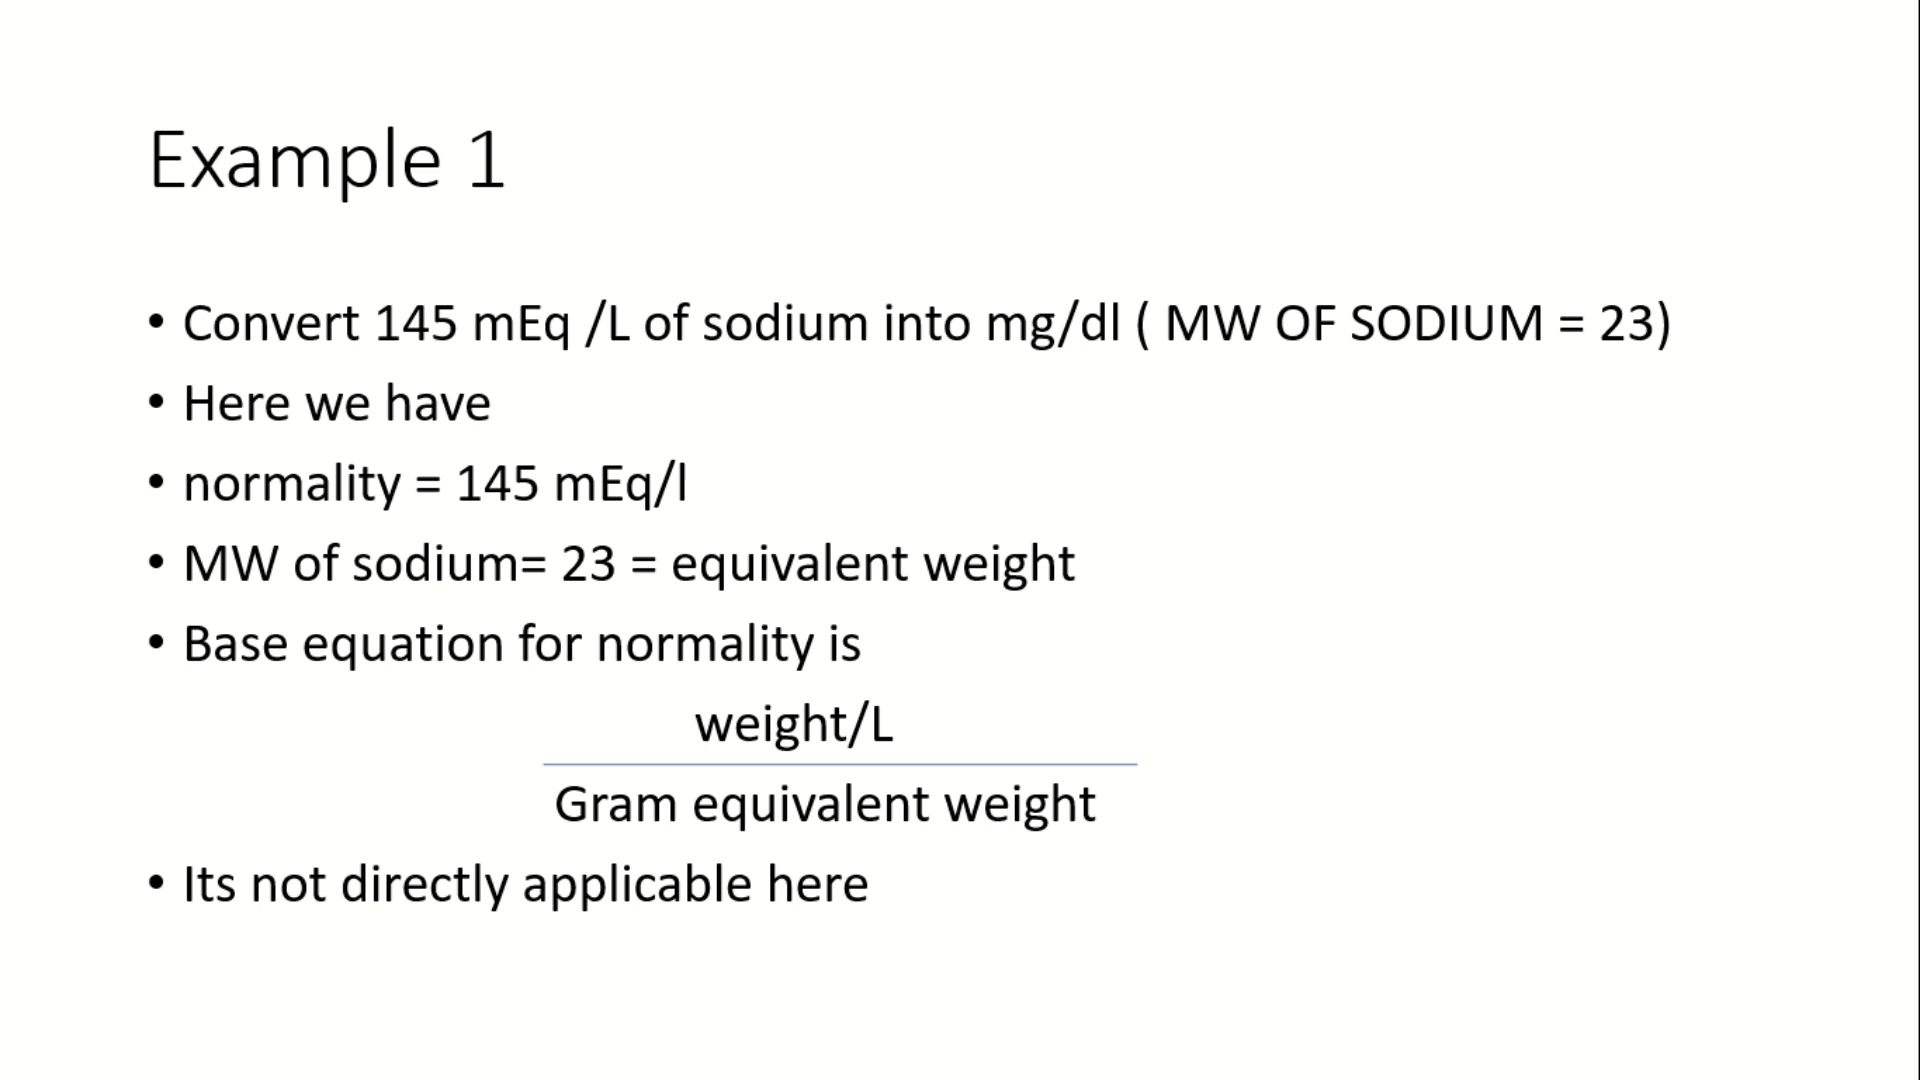 Example 1
• Convert 145 mEq /L of sodium into mg/dl ( MW OF SODIUM = 23)
• Here we have
• normality = 145 mEq/l
• MW of sodium= 23 = equivalent weight
• Base equation for normality is
weight/L
Gram equivalent weight
• Its not directly applicable here